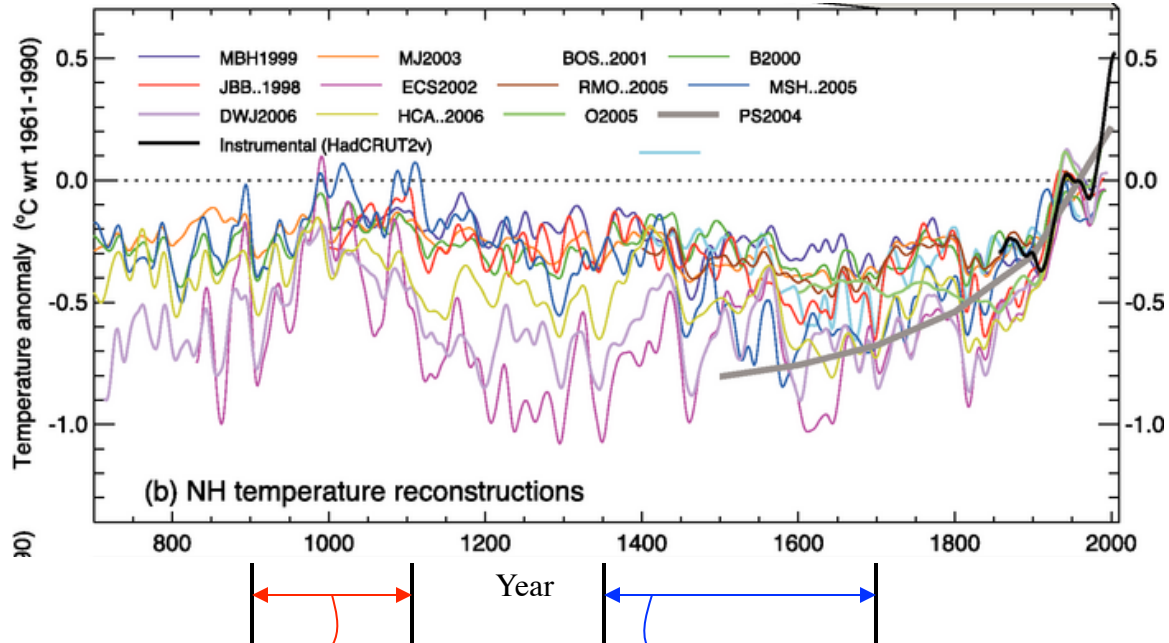 0.5 0.5
MBH1999 MJ2003 BOS..2001 B2000
JBB..1998 ECS2002 RMO..2005 MSH..2005
DWJ2006 HCA..2006 O2005 PS2004
Instrumental (HadCRUT2v)
0.0 0.0
-0.5 -0.5
-1.0 -1.0
Temperature anomaly (°C wrt 1961-1990)
(b) NH temperature reconstructions
90)
800 1000 1200 1400 1600 1800 2000
Year